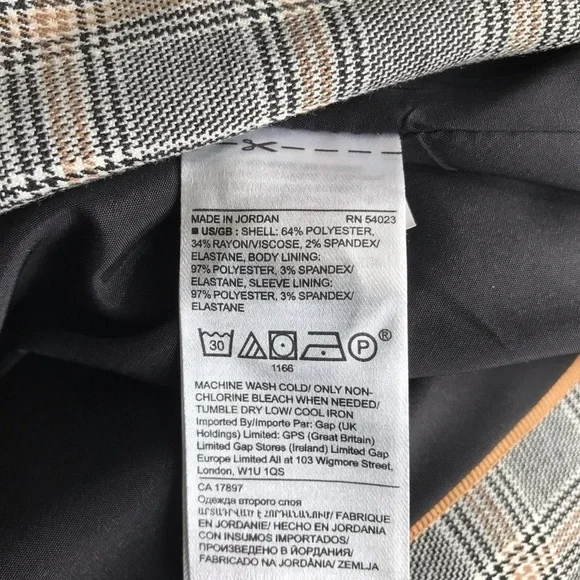 MADE IN JORDAN RN 54023
■ US/GB : SHELL: 64% POLYESTER,
34% RAYON/VISCOSE, 2% SPANDEX/
ELASTANE, BODY LINING:
97% POLYESTER, 3% SPANDEX/
ELASTANE, SLEEVE LINING:
97% POLYESTER, 3% SPANDEX/
ELASTANE
30 P ®
1166
MACHINE WASH COLD/ ONLY NON-
CHLORINE BLEACH WHEN NEEDED/
TUMBLE DRY LOW/ COOL IRON
Imported By/Importe Par: Gap (UK
Holdings) Limited: GPS (Great Britain)
Limited Gap Stores (Ireland) Limited Gap
Europe Limited All at 103 Wigmore Street,
London, W1U 1QS
CA 17897
Одежда второго слоя
ԱՐՏԱԴՐՎԱԾ Է ՀՈՐԴԱՆԱՆՈՒՄ/ FABRIQUE
EN JORDANIE/ HECHO EN JORDANIA
CON INSUMOS IMPORTADOS/
ПРОИЗВЕДЕНО В ЙОРДАНИИ/
FABRICADO NA JORDÂNIA/ ЗРОБЛЕНО